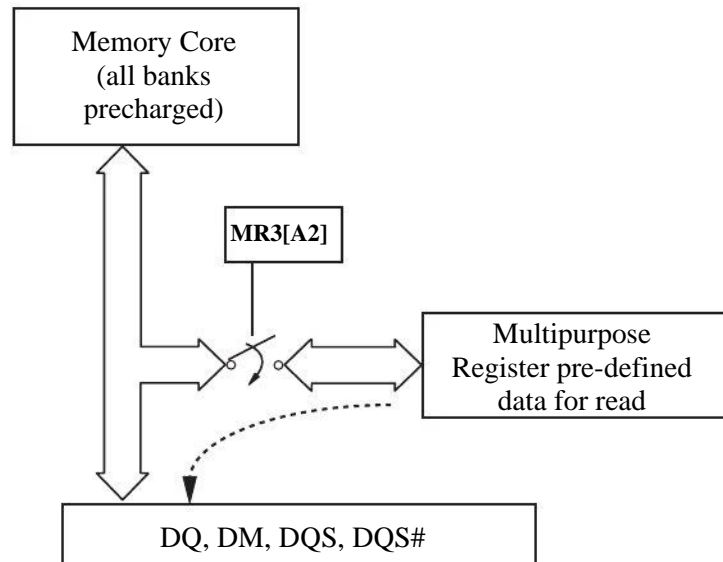 Memory Core
(all banks
precharged)
MR3[A2]
Multipurpose
Register pre-defined
data for read
DQ, DM, DQS, DQS#